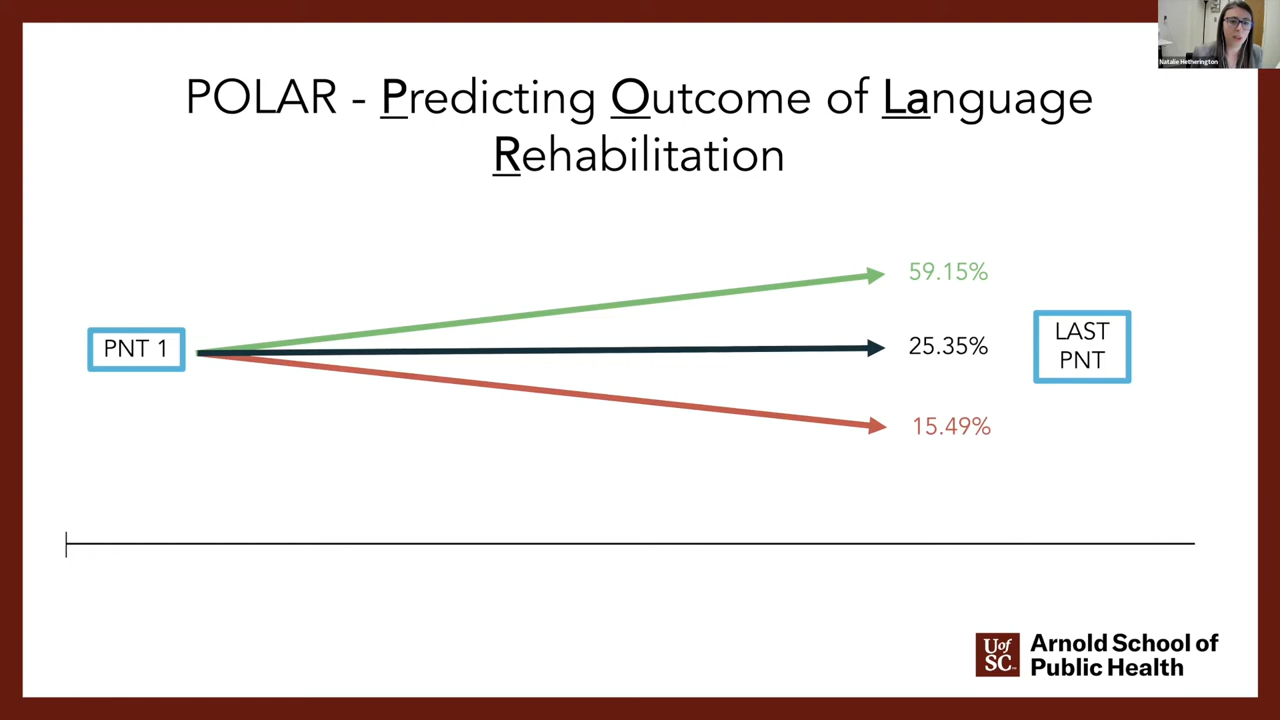 Natalie Hetherington
POLAR - Predicting Outcome of Language
Rehabilitation
59.15%
PNT 1
25.35%
LAST
PNT
15.49%
UofSC
Arnold School of
Public Health